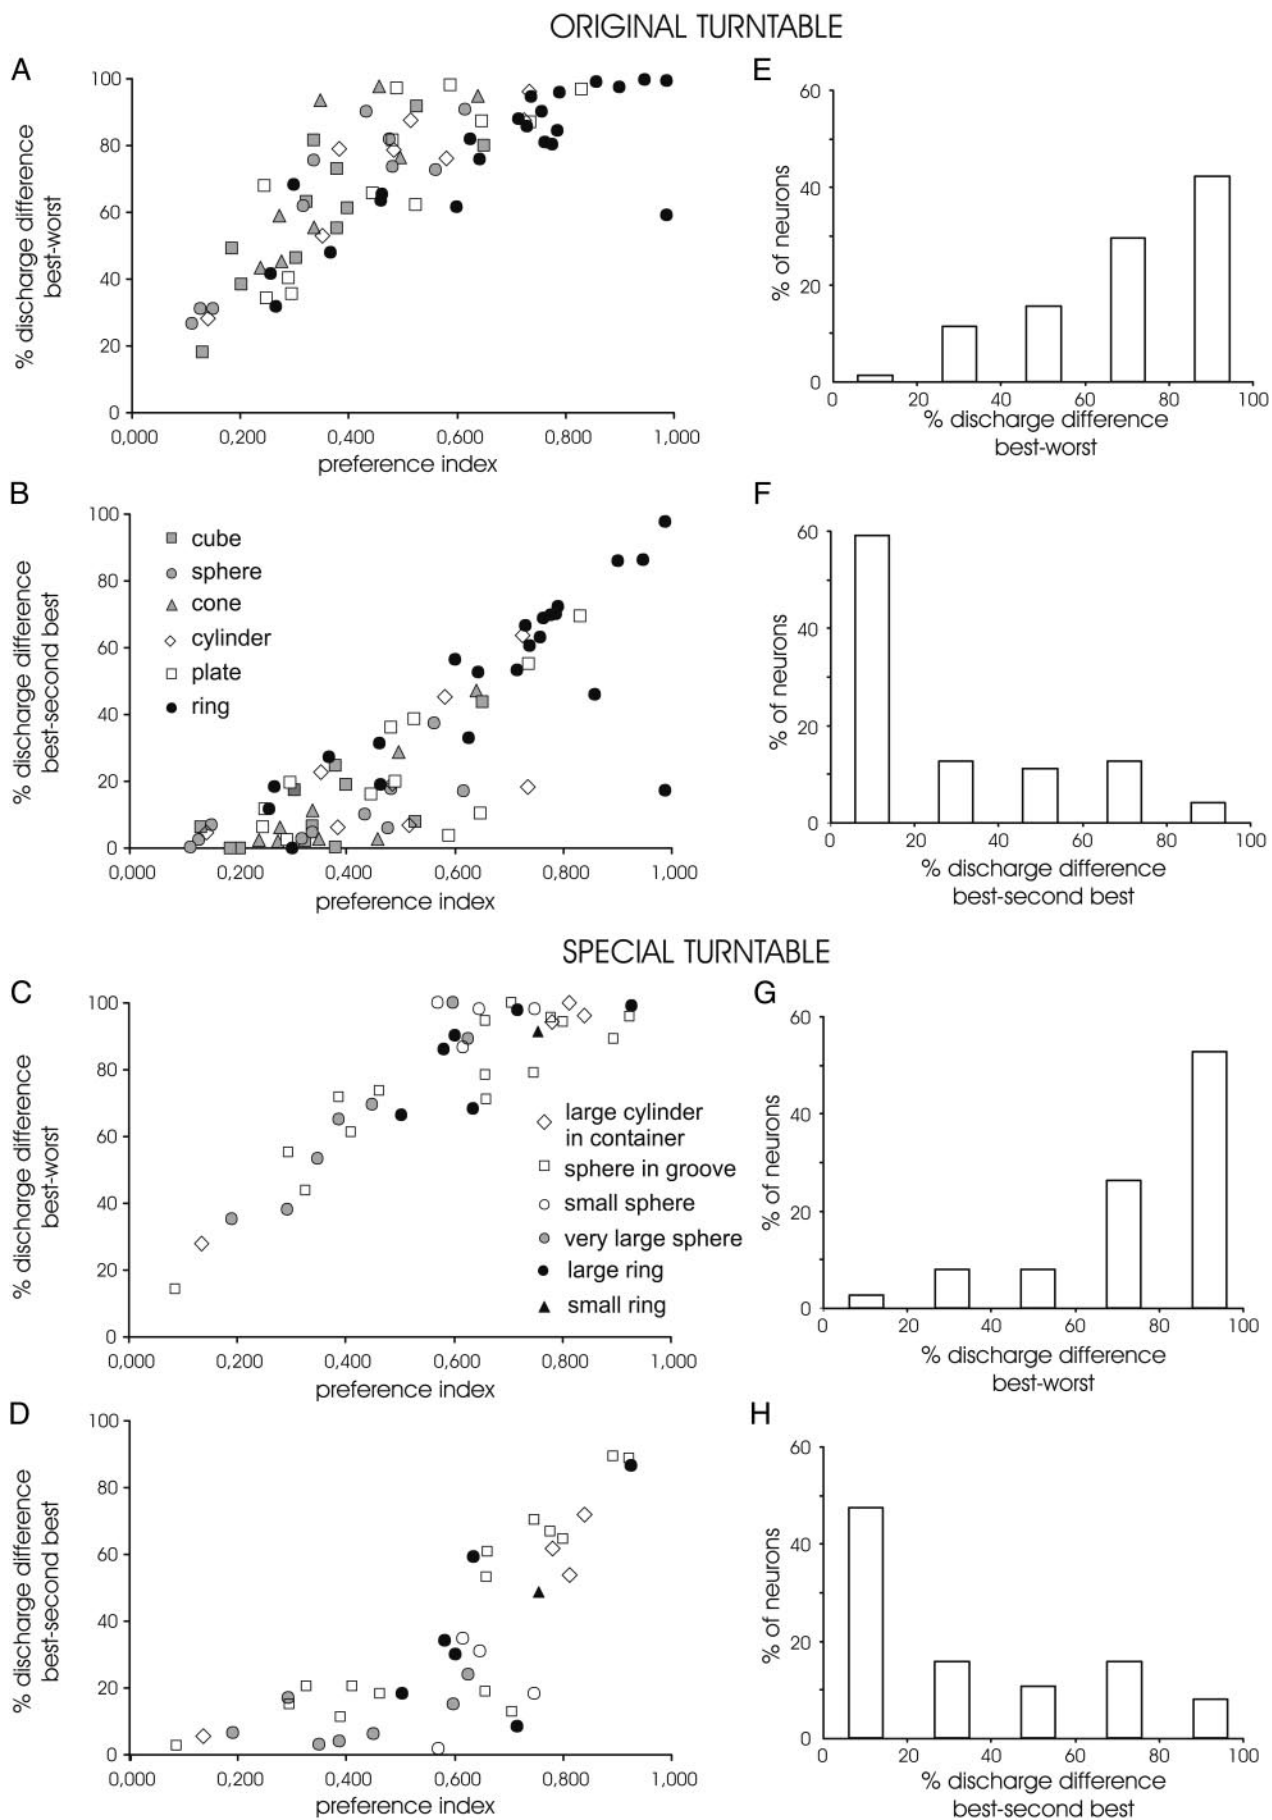 ORIGINAL TURNTABLE
A
100
80
60
40
20
0
% discharge difference
best-worst
0,000 0,200 0,400 0,600 0,800 1,000
preference index
E
60
40
20
0
% of neurons
0 20 40 60 80 100
% discharge difference
best-worst
B
100
80
60
40
20
0
% discharge difference
best-second best
cube
sphere
cone
cylinder
plate
ring
0,000 0,200 0,400 0,600 0,800 1,000
preference index
F
60
40
20
0
% of neurons
0 20 40 60 80 100
% discharge difference
best-second best
SPECIAL TURNTABLE
C
100
80
60
40
20
0
% discharge difference
best-worst
large cylinder
in container
sphere in groove
small sphere
very large sphere
large ring
small ring
0,000 0,200 0,400 0,600 0,800 1,000
preference index
G
60
40
20
0
% of neurons
0 20 40 60 80 100
% discharge difference
best-worst
D
100
80
60
40
20
0
% discharge difference
best-second best
0,000 0,200 0,400 0,600 0,800 1,000
preference index
H
60
40
20
0
% of neurons
0 20 40 60 80 100
% discharge difference
best-second best